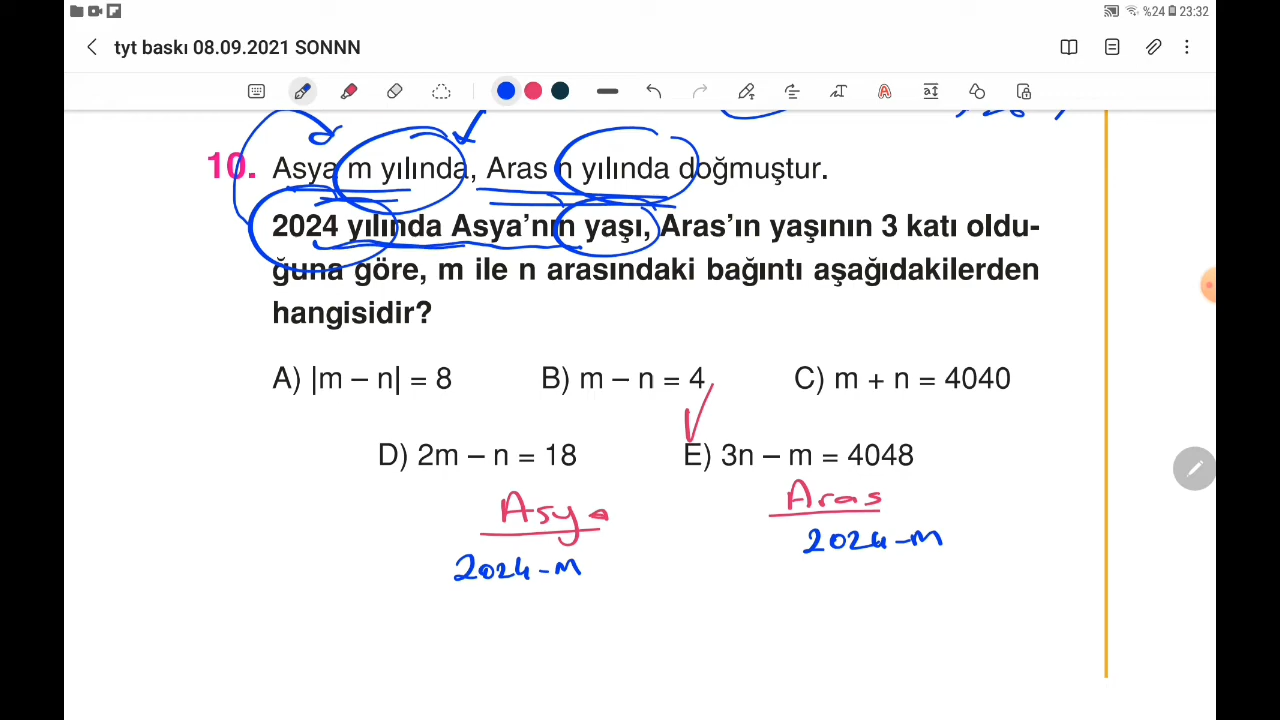 %24 23:32
tyt baskı 08.09.2021 SONNN
10. Asya m yılında, Aras n yılında doğmuştur.
2024 yılında Asya'nın yaşı, Aras'ın yaşının 3 katı oldu-
ğuna göre, m ile n arasındaki bağıntı aşağıdakilerden
hangisidir?
A) |m – n| = 8 B) m – n = 4 C) m + n = 4040
D) 2m – n = 18 E) 3n – m = 4048
Asya Aras
2024-m 2024-m